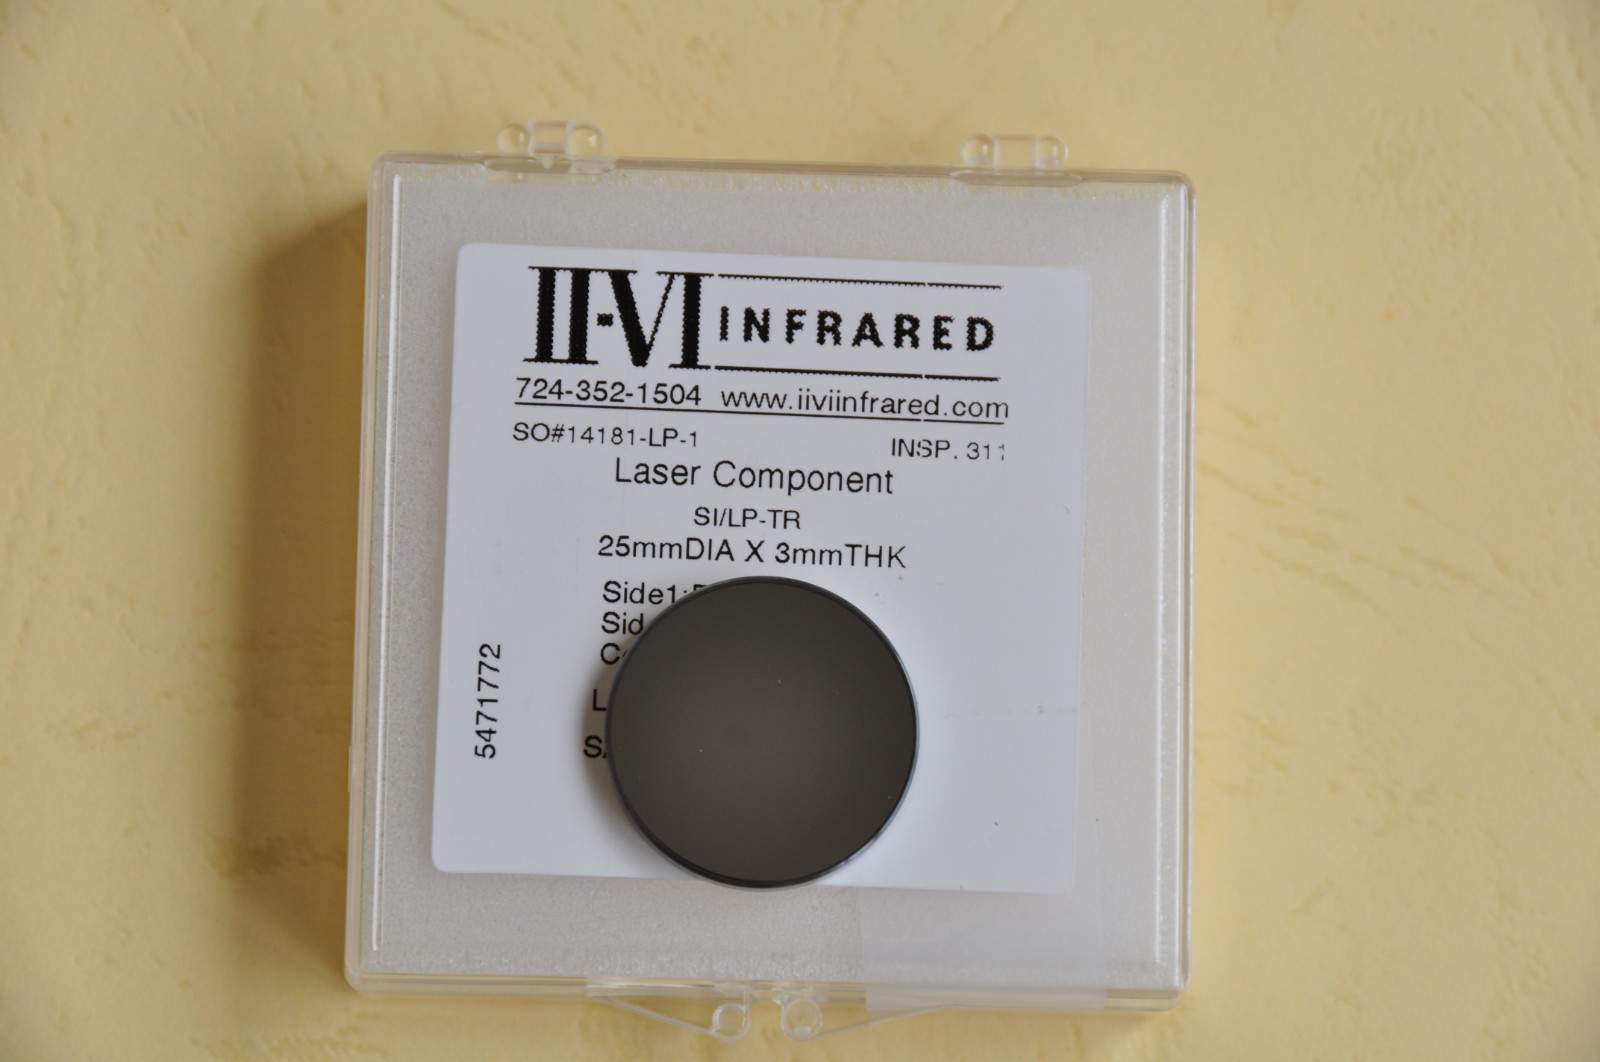 II-VI INFRARED
724-352-1504 www.iiviinfrared.com
SO#14181-LP-1 INSP. 311
Laser Component
SI/LP-TR
25mmDIA X 3mmTHK
Side1:
5471772